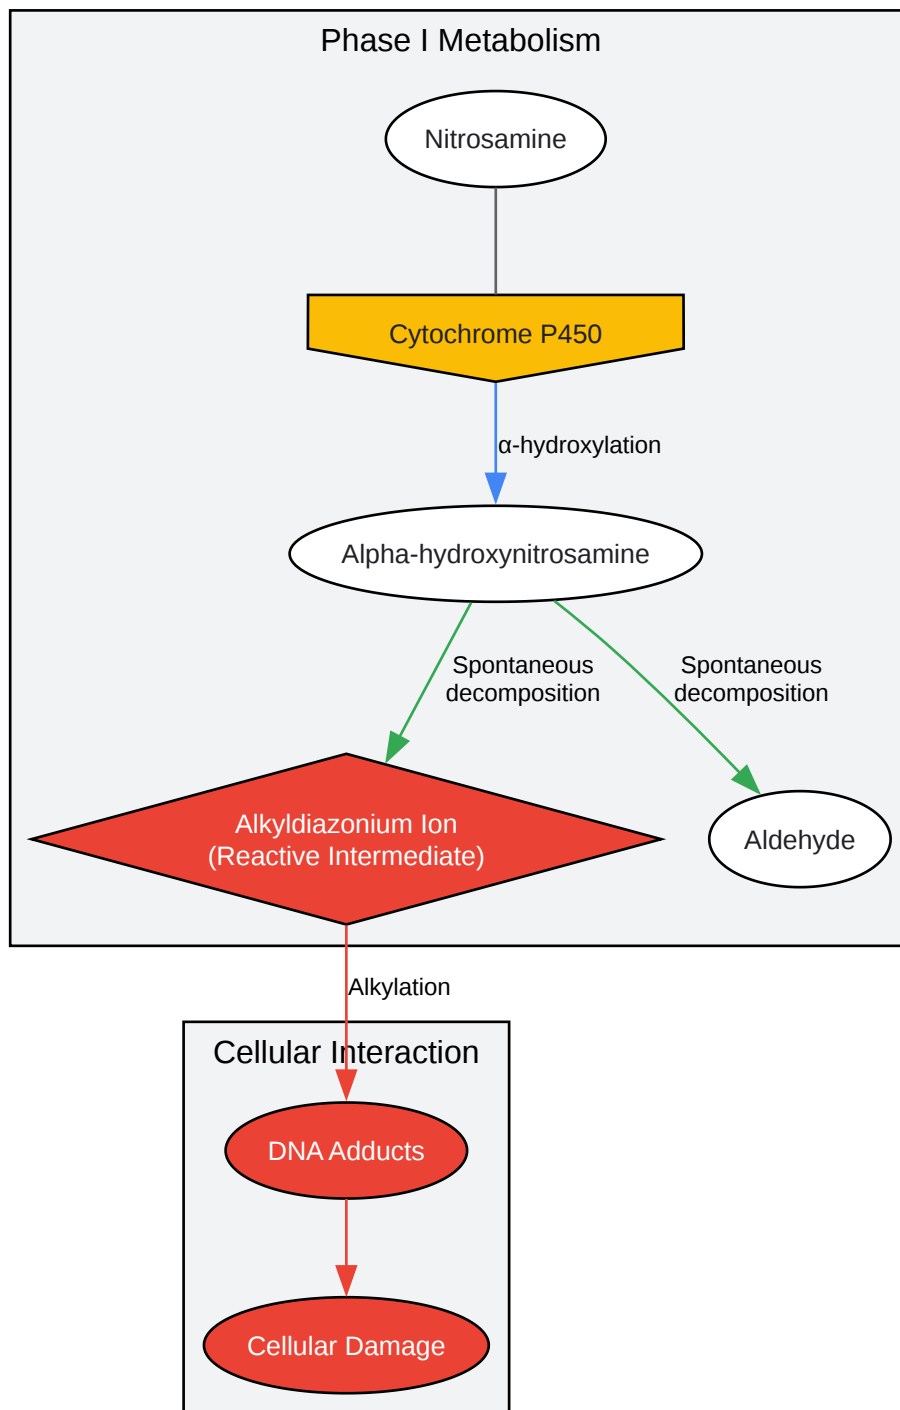 Phase I Metabolism
Nitrosamine
Cytochrome P450
α-hydroxylation
Alpha-hydroxynitrosamine
Spontaneous
decomposition
Spontaneous
decomposition
Alkyldiazonium Ion
(Reactive Intermediate)
Aldehyde
Alkylation
Cellular Interaction
DNA Adducts
Cellular Damage